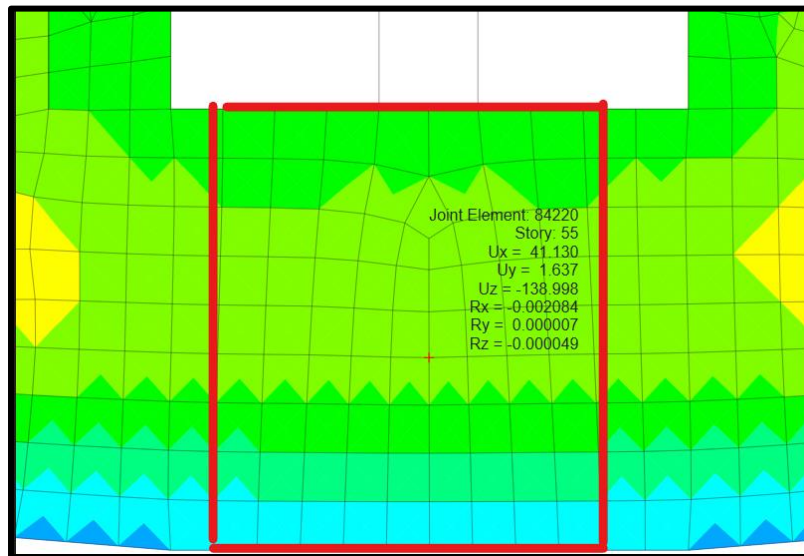 Joint Element: 84220
Story: 55
Ux = 41.130
Uy = 1.637
Uz = -138.998
Rx = -0.002084
Ry = 0.000007
Rz = -0.000049